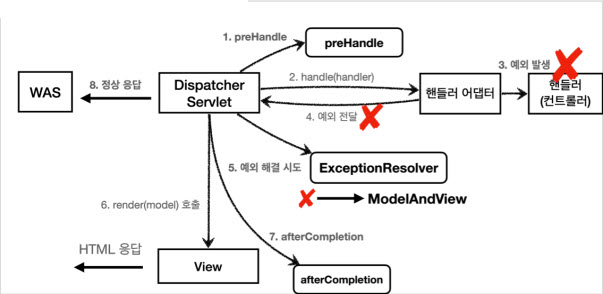 1. preHandle
preHandle
3. 예외 발생
2. handle(handler)
8. 정상 응답
WAS
Dispatcher
Servlet
핸들러 어댑터
핸들러
(컨트롤러)
4. 예외 전달
5. 예외 해결 시도
ExceptionResolver
ModelAndView
6. render(model) 호출
7. afterCompletion
HTML 응답
View
afterCompletion